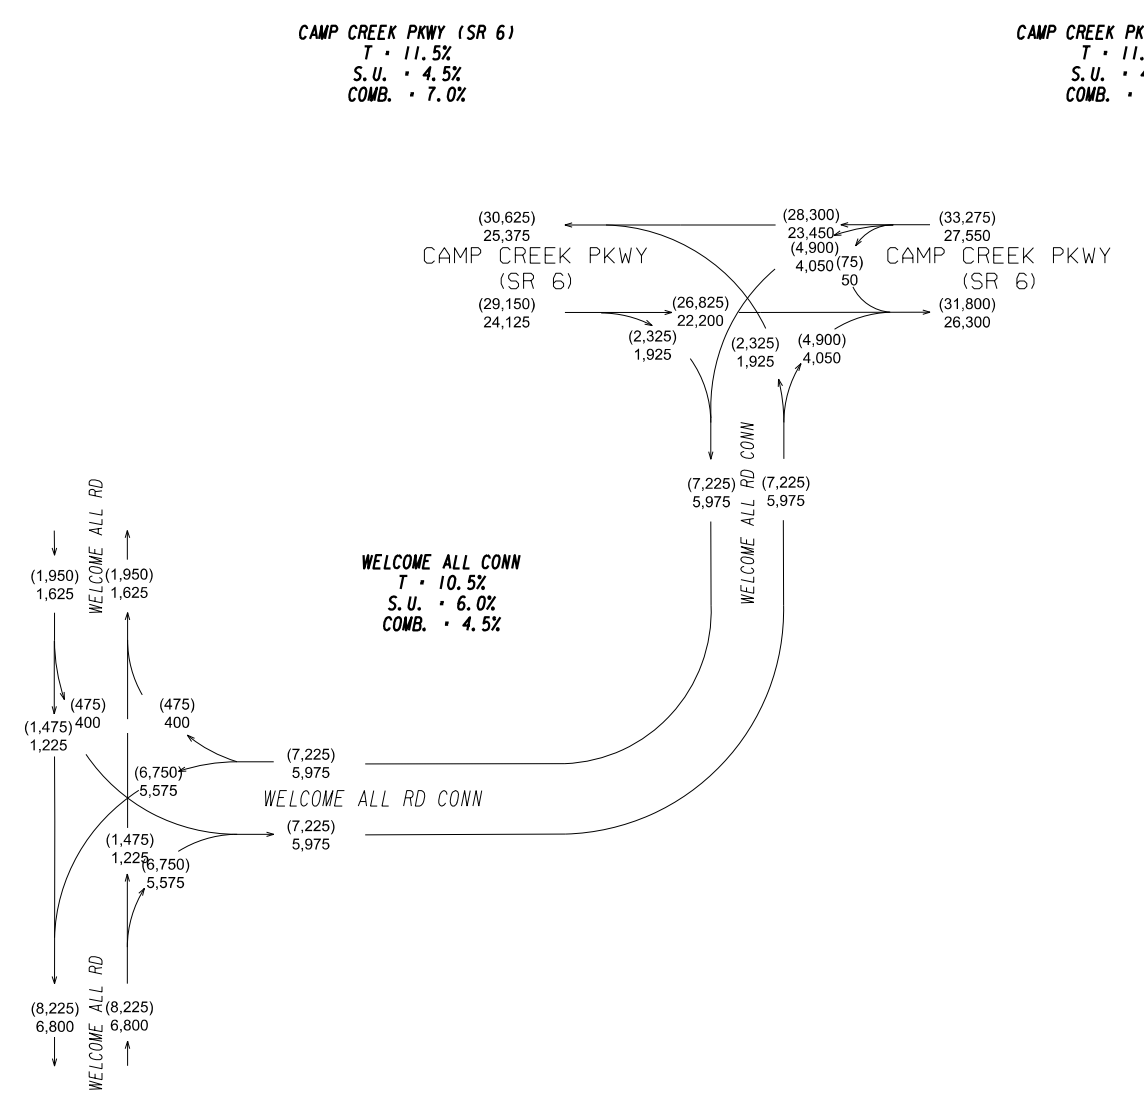 CAMP CREEK PKWY (SR 6)
T = 11.5%
S.U. = 4.5%
COMB. = 7.0%
CAMP CREEK PK
T = 11.
S.U. = 4
COMB. =
(30,625)
25,375
CAMP CREEK PKWY
(SR 6)
(29,150)
24,125
(28,300)
23,450
(4,900)
4,050
(75)
50
(33,275)
27,550
CAMP CREEK PKWY
(SR 6)
(31,800)
26,300
(26,825)
22,200
(2,325)
1,925
(2,325)
1,925
(4,900)
4,050
WELCOME ALL RD CONN
(7,225)
5,975
(7,225)
5,975
WELCOME ALL RD
(1,950)
1,625
(1,950)
1,625
WELCOME ALL CONN
T = 10.5%
S.U. = 6.0%
COMB. = 4.5%
(475)
400
(475)
400
(1,475)
1,225
(7,225)
5,975
(6,750)
5,575
WELCOME ALL RD CONN
(7,225)
5,975
(1,475)
1,225
(6,750)
5,575
WELCOME ALL RD
(8,225)
6,800
(8,225)
6,800